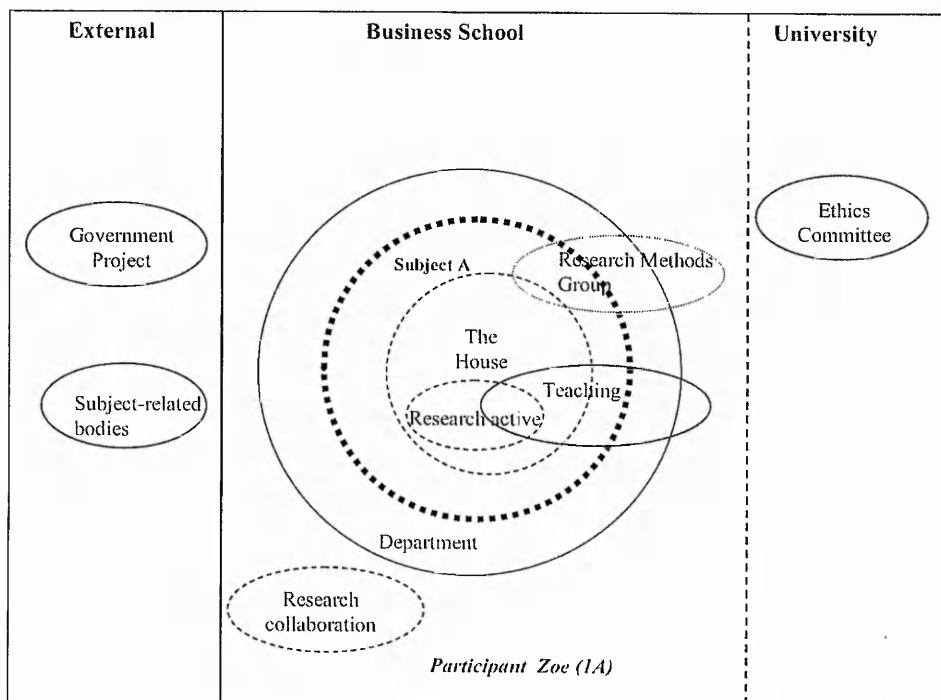 External
Business School
University
Government
Project
Subject-related
bodies
Subject A
Research Methods
Group
The
House
Teaching
Research active
Department
Research
collaboration
Ethics
Committee
Participant Zoe (1A)